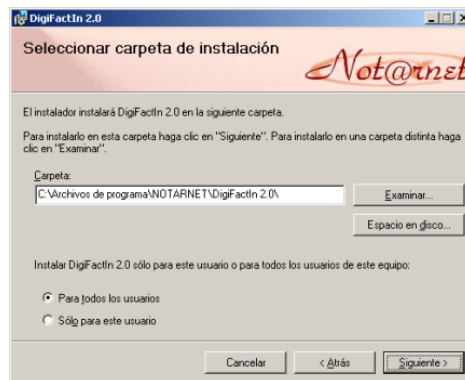 DigiFactIn 2.0
Seleccionar carpeta de instalación
Not@rnet
El instalador instalará DigiFactIn 2.0 en la siguiente carpeta.
Para instalarlo en esta carpeta haga clic en "Siguiente". Para instalarlo en una carpeta distinta haga
clic en "Examinar".
Carpeta:
C:\Archivos de programa\NOTARNET\DigiFactIn 2.0\
Examinar...
Espacio en disco...
Instalar DigiFactIn 2.0 sólo para este usuario o para todos los usuarios de este equipo:
Para todos los usuarios
Sólo para este usuario
Cancelar
< Atrás
Siguiente >